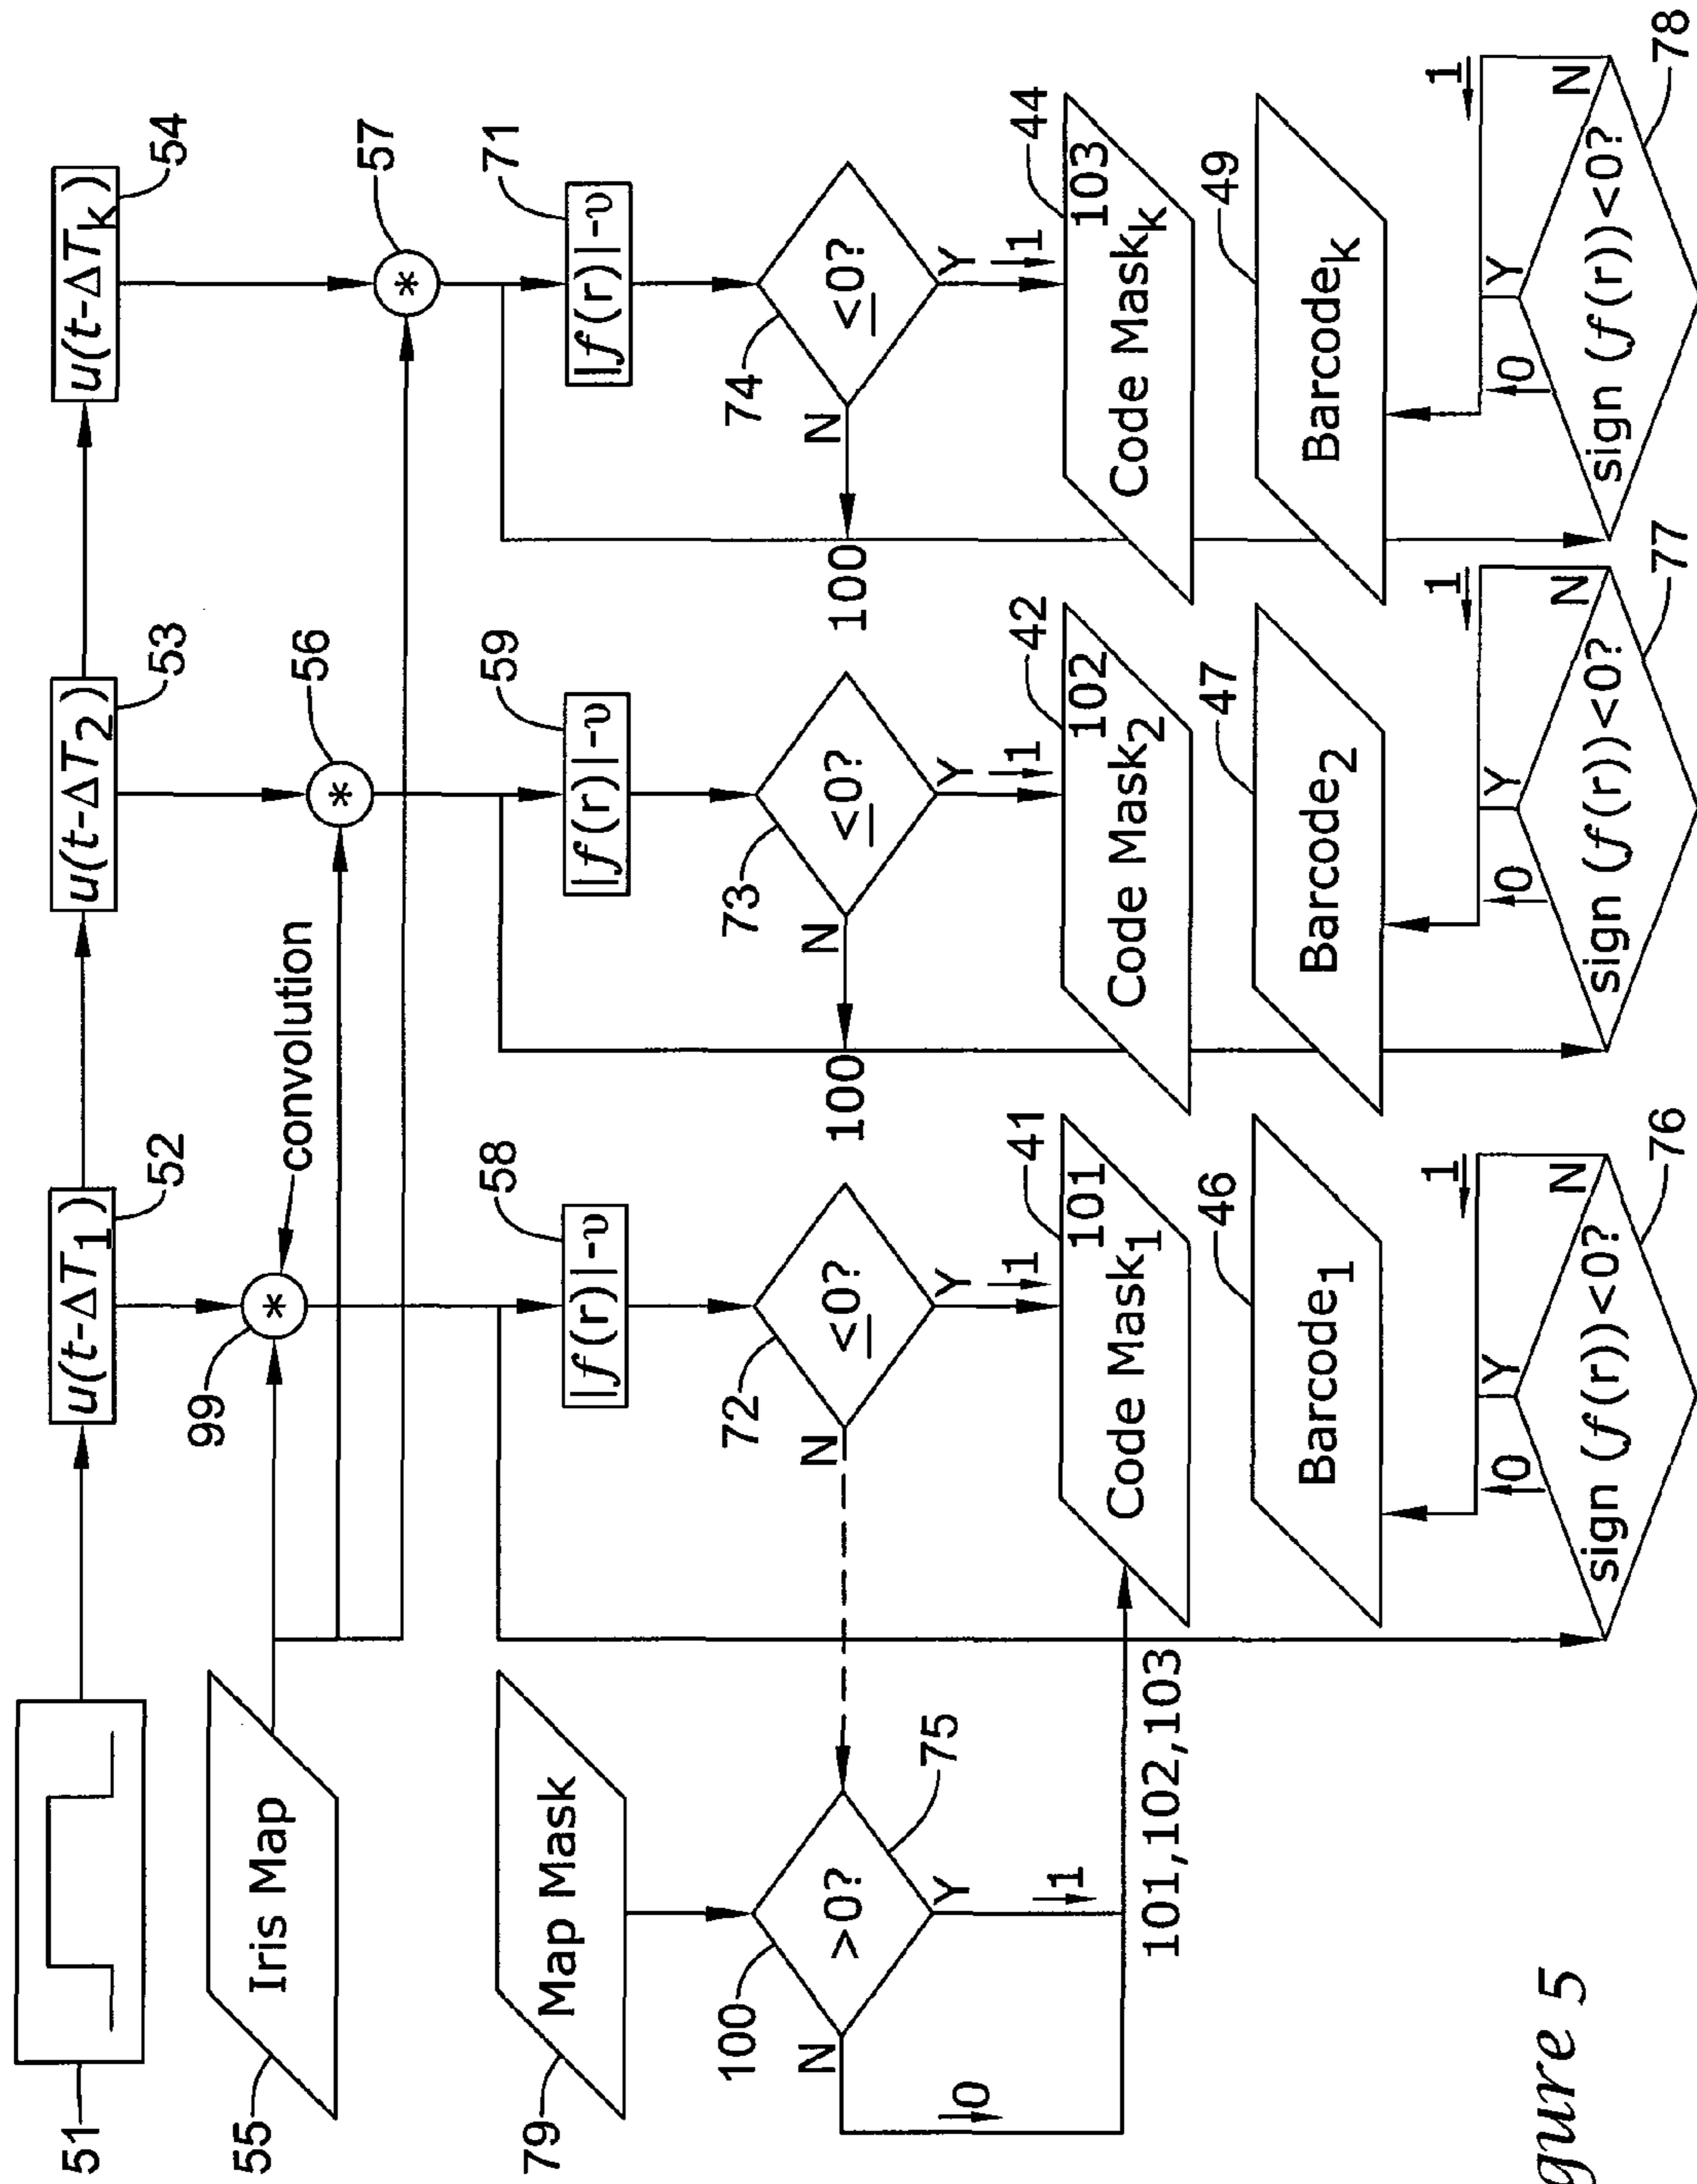 51
u(t-ΔT1)
52
u(t-ΔT2)
53
u(t-ΔTk)
54
55
Iris Map
99
*
convolution
*
56
*
57
79
Map Mask
|f(r)|-υ
58
|f(r)|-υ
59
|f(r)|-υ
71
100
>0?
75
N
Y
0
1
101,102,103
72
≤0?
N
Y
1
73
≤0?
N
Y
1
100
74
≤0?
N
Y
1
100
Code Mask1
101
41
Code Mask2
102
42
Code Maskk
103
44
Barcode1
46
Barcode2
47
Barcodek
49
0
Y
1
N
sign (f(r))<0?
76
0
Y
1
N
sign (f(r))<0?
77
0
Y
1
N
sign (f(r))<0?
78
gure 5